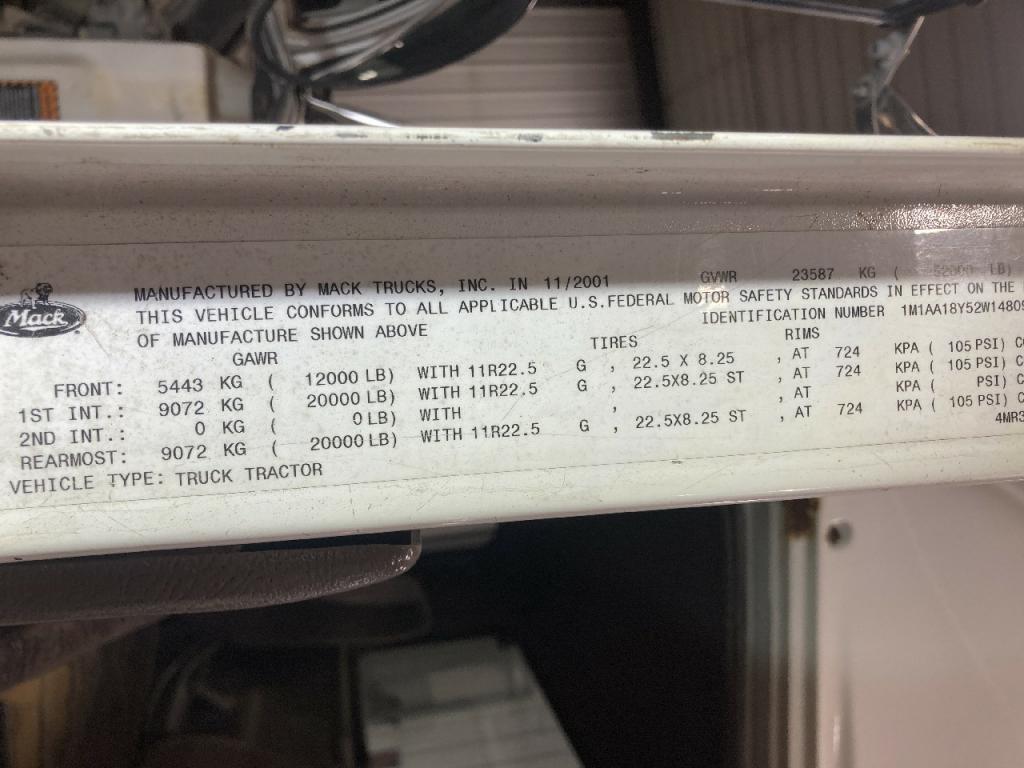 Mack
MANUFACTURED BY MACK TRUCKS, INC. IN 11/2001 GVWR 23587 KG ( 52000 LB)
THIS VEHICLE CONFORMS TO ALL APPLICABLE U.S.FEDERAL MOTOR SAFETY STANDARDS IN EFFECT ON THE
OF MANUFACTURE SHOWN ABOVE IDENTIFICATION NUMBER 1M1AA18Y52W1480
GAWR TIRES RIMS
FRONT: 5443 KG ( 12000 LB) WITH 11R22.5 G , 22.5 X 8.25 , AT 724 KPA ( 105 PSI) C
1ST INT.: 9072 KG ( 20000 LB) WITH 11R22.5 G , 22.5X8.25 ST , AT 724 KPA ( 105 PSI) C
2ND INT.: 0 KG ( 0 LB) WITH , , AT KPA ( PSI) C
REARMOST: 9072 KG ( 20000 LB) WITH 11R22.5 G , 22.5X8.25 ST , AT 724 KPA ( 105 PSI) C
VEHICLE TYPE: TRUCK TRACTOR 4MR3